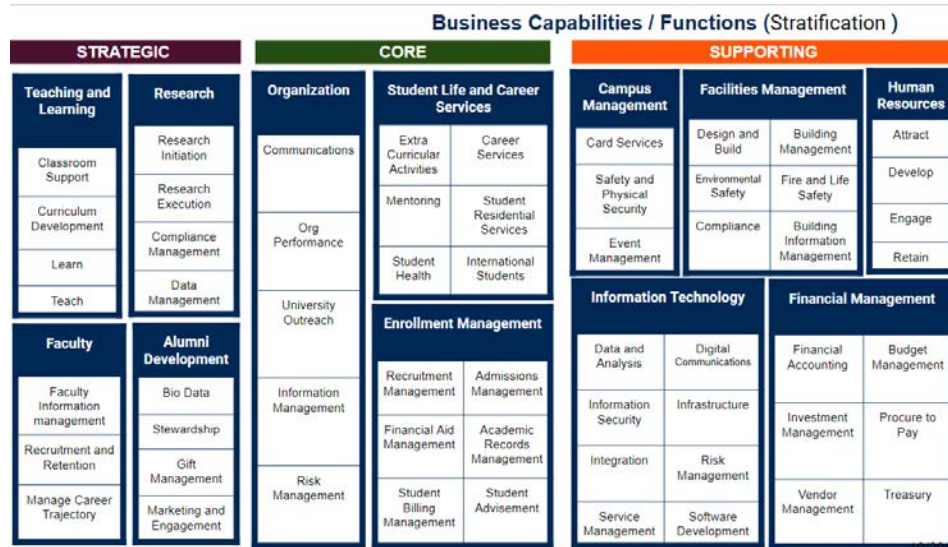 Business Capabilities / Functions (Stratification )
STRATEGIC
Teaching and
Learning
Classroom
Support
Curriculum
Development
Learn
Teach
Research
Research
Initiation
Research
Execution
Compliance
Management
Data
Management
Faculty
Faculty
Information
management
Recruitment and
Retention
Manage Career
Trajectory
Alumni
Development
Bio Data
Stewardship
Gift
Management
Marketing and
Engagement
CORE
Organization
Communications
Org
Performance
University
Outreach
Information
Management
Risk
Management
Student Life and Career
Services
Extra
Curricular
Activities
Career
Services
Mentoring
Student
Residential
Services
Student
Health
International
Students
Enrollment Management
Recruitment
Management
Admissions
Management
Financial Aid
Management
Academic
Records
Management
Student
Billing
Management
Student
Advisement
SUPPORTING
Campus
Management
Card Services
Safety and
Physical
Security
Event
Management
Facilities Management
Design and
Build
Building
Management
Environmental
Safety
Fire and Life
Safety
Compliance
Building
Information
Management
Human
Resources
Attract
Develop
Engage
Retain
Information Technology
Data and
Analysis
Digital
Communications
Information
Security
Infrastructure
Integration
Risk
Management
Service
Management
Software
Development
Financial Management
Financial
Accounting
Budget
Management
Investment
Management
Procure to
Pay
Vendor
Management
Treasury